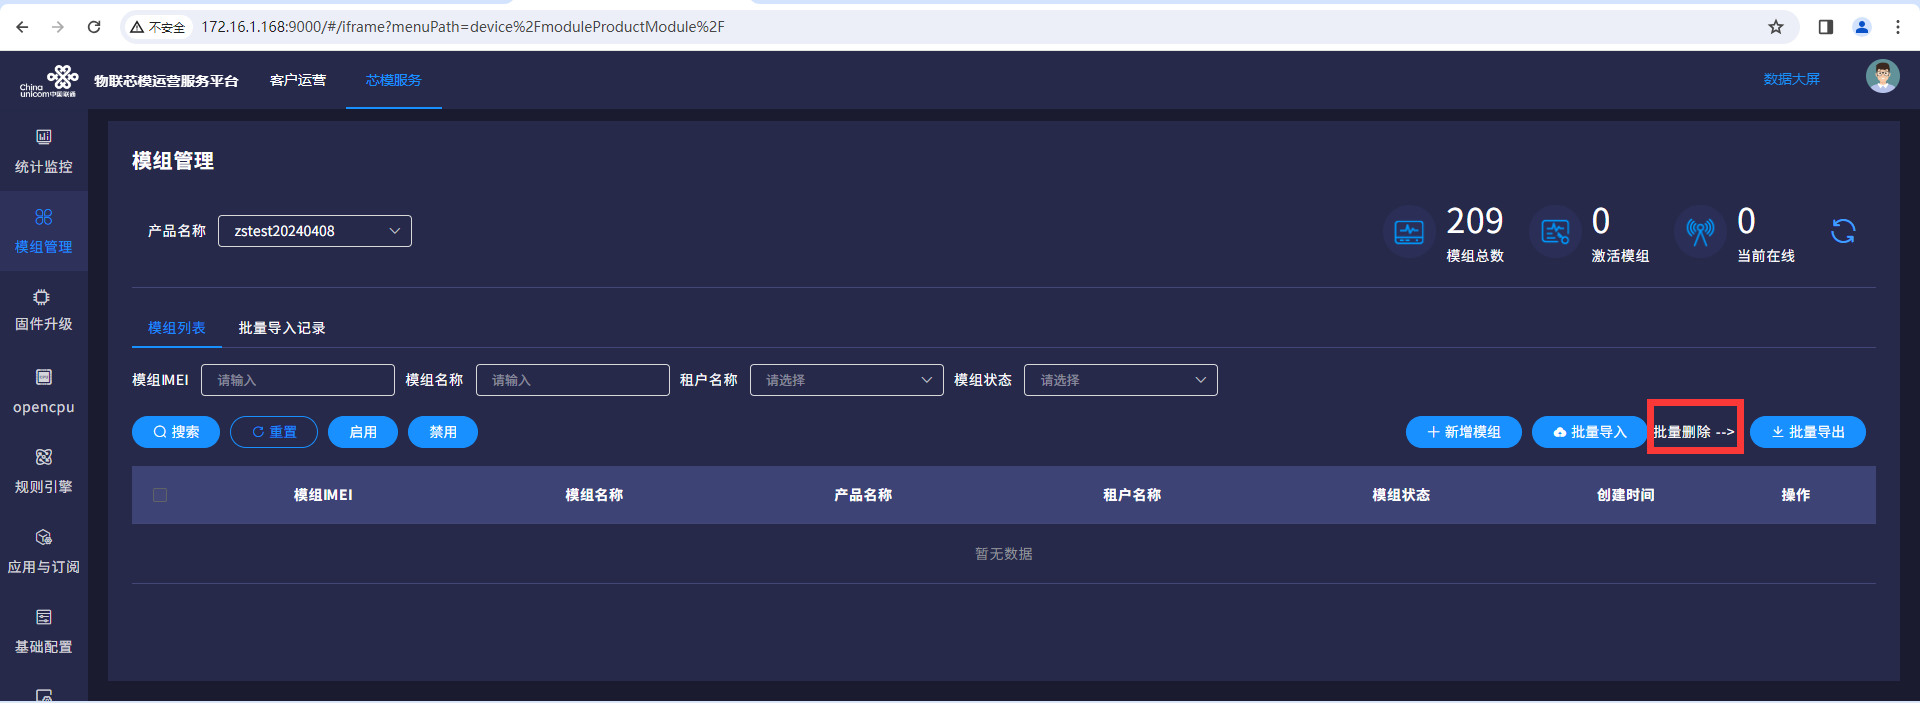 不安全 172.16.1.168:9000/#/iframe?menuPath=device%2FmoduleProductModule%2F
China unicom中国联通 物联芯模运营服务平台 客户运营 芯模服务 数据大屏
统计监控
模组管理
固件升级
opencpu
规则引擎
应用与订阅
基础配置
模组管理
产品名称 zstest20240408
209 模组总数
0 激活模组
0 当前在线
模组列表 批量导入记录
模组IMEI 请输入 模组名称 请输入 租户名称 请选择 模组状态 请选择
搜索 重置 启用 禁用 新增模组 批量导入 批量删除 --> 批量导出
模组IMEI 模组名称 产品名称 租户名称 模组状态 创建时间 操作
暂无数据